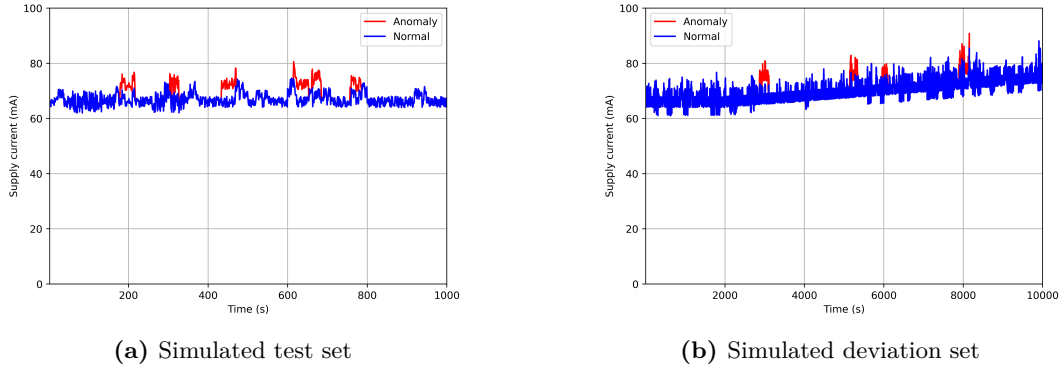 100
80
60
40
20
0
Supply current (mA)
Anomaly
Normal
200 400 600 800 1000
Time (s)
(a) Simulated test set
100
80
60
40
20
0
Supply current (mA)
Anomaly
Normal
2000 4000 6000 8000 10000
Time (s)
(b) Simulated deviation set